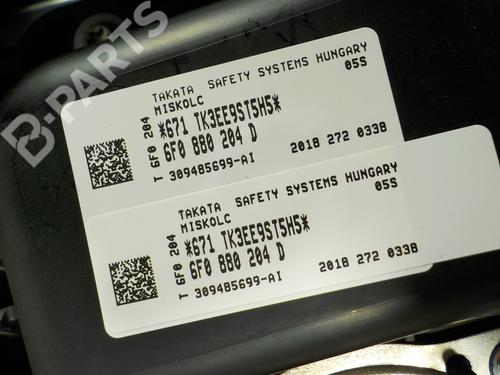 B-PARTS
TAKATA SAFETY SYSTEMS HUNGARY
MISKOLC 05S
*671 TK3EE9ST5H5*
6F0 204
6F0 880 204 D
T 309485699-AI 2018 272 0338
TAKATA SAFETY SYSTEMS HUNGARY
MISKOLC 05S
*671 TK3EE9ST5H5*
6F0 204
6F0 880 204 D
T 309485699-AI 2018 272 0338